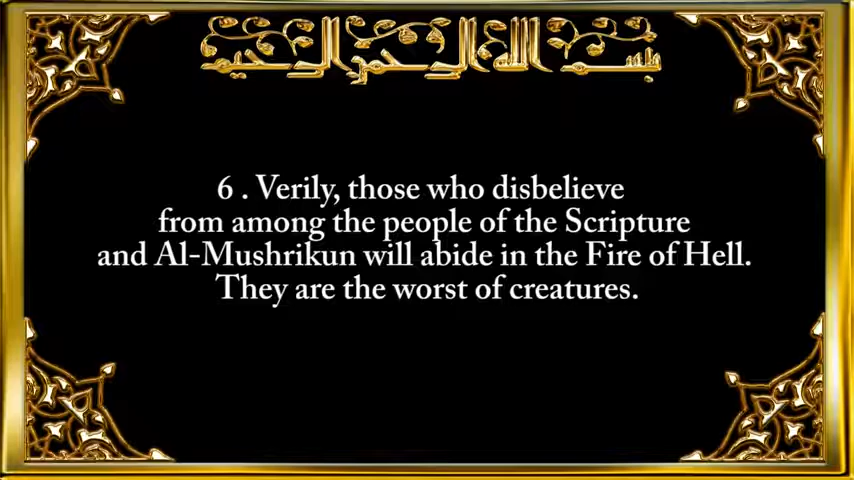 بسم الله الرحمن الرحيم
6 . Verily, those who disbelieve
from among the people of the Scripture
and Al-Mushrikun will abide in the Fire of Hell.
They are the worst of creatures.